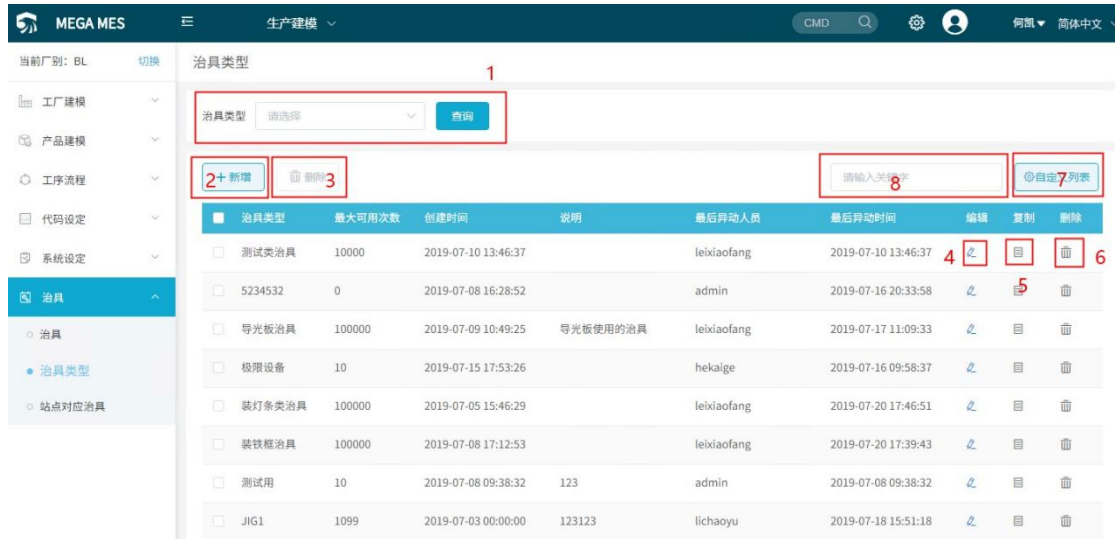 MEGA MES 生产建模 CMD 何凯 简体中文
当前厂别：BL 切换 治具类型
1
工厂建模
治具类型 请选择 查询
产品建模
工序流程
2 + 新增 删除 3 请输入关键字 8 自定义列表 7
代码设定
治具类型 最大可用次数 创建时间 说明 最后异动人员 最后异动时间 编辑 复制 删除
系统设定
测试类治具 10000 2019-07-10 13:46:37 leixiaofang 2019-07-10 13:46:37 4 6
治具
5234532 0 2019-07-08 16:28:52 admin 2019-07-16 20:33:58 5
治具
导光板治具 100000 2019-07-09 10:49:25 导光板使用的治具 leixiaofang 2019-07-17 11:09:33
治具类型
极限设备 10 2019-07-15 17:53:26 hekaige 2019-07-16 09:58:37
站点对应治具
装灯条类治具 100000 2019-07-05 15:46:29 leixiaofang 2019-07-20 17:46:51
装铁框治具 100000 2019-07-08 17:12:53 leixiaofang 2019-07-20 17:39:43
测试用 10 2019-07-08 09:38:32 123 admin 2019-07-08 09:38:32
JIG1 1099 2019-07-03 00:00:00 123123 lichaoyu 2019-07-18 15:51:18